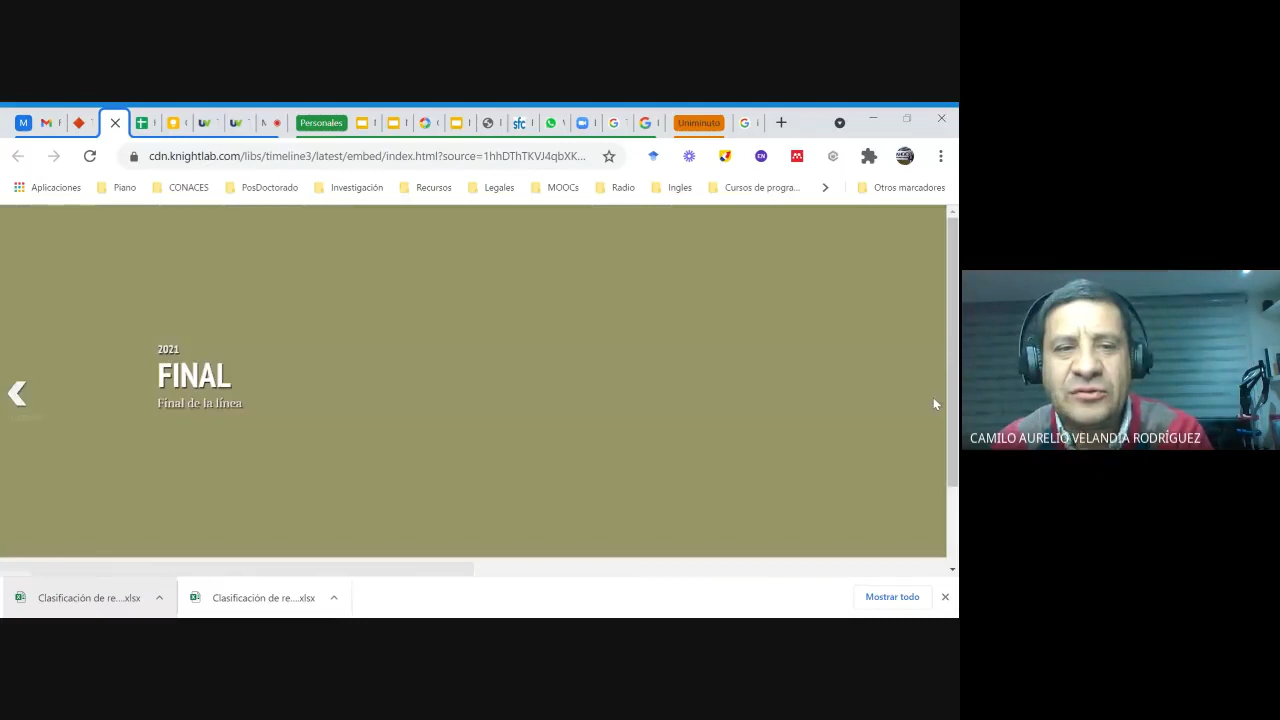 M
Personales
sfc
Uniminuto
cdn.knightlab.com/libs/timeline3/latest/embed/index.html?source=1hhDThTKVJ4qbXK...
EN
Aplicaciones
Piano
CONACES
PosDoctorado
Investigación
Recursos
Legales
MOOCs
Radio
Ingles
Cursos de progra...
Otros marcadores
2021
FINAL
Final de la línea
CAMILO AURELIO VELANDIA RODRÍGUEZ
Clasificación de re....xlsx
Clasificación de re....xlsx
Mostrar todo